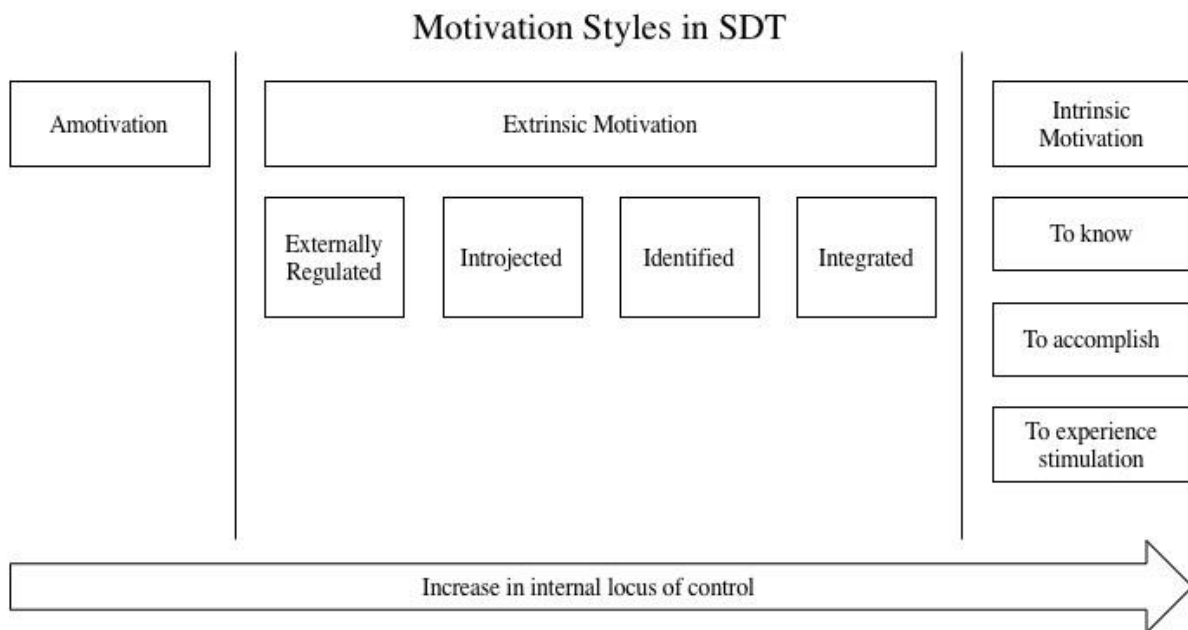 Motivation Styles in SDT
Amotivation
Extrinsic Motivation
Intrinsic
Motivation
Externally
Regulated
Introjected
Identified
Integrated
To know
To accomplish
To experience
stimulation
Increase in internal locus of control